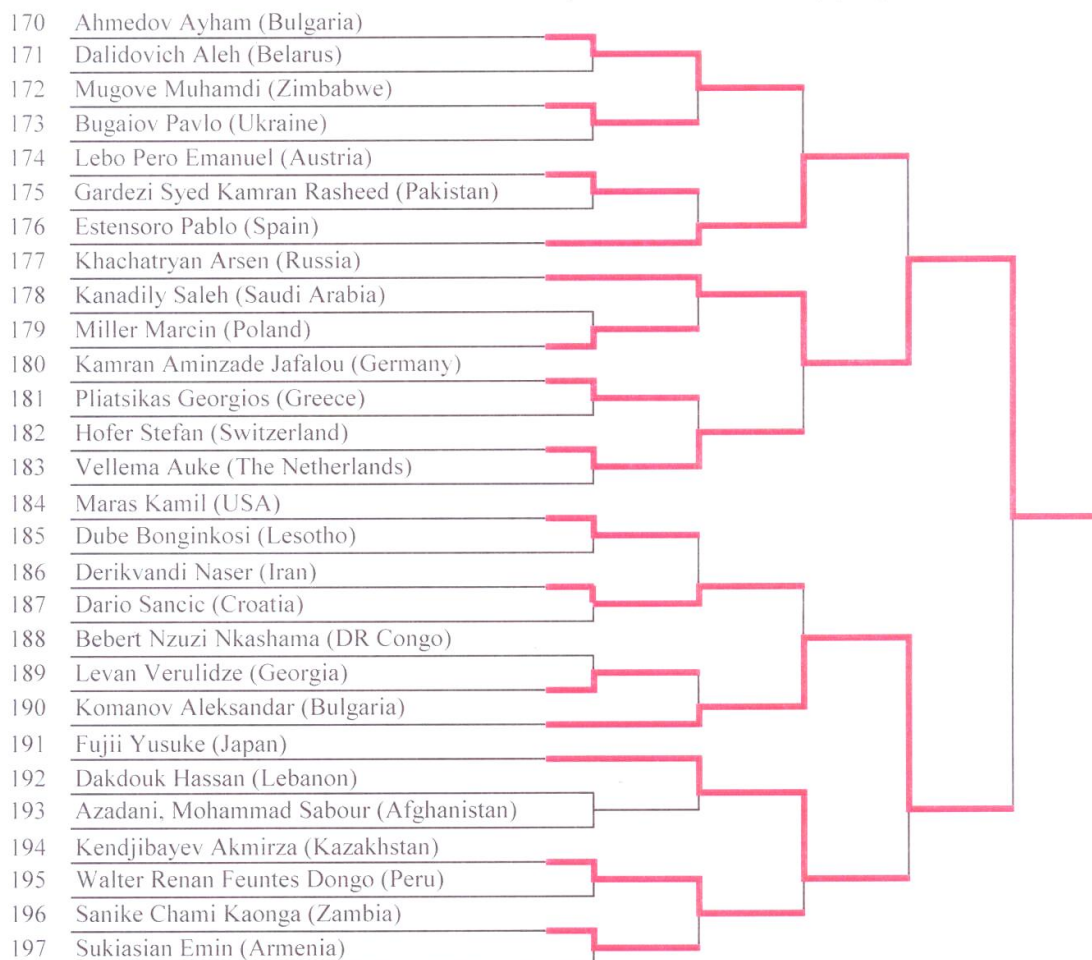 170 Ahmedov Ayham (Bulgaria)
171 Dalidovich Aleh (Belarus)
172 Mugove Muhamdi (Zimbabwe)
173 Bugaiov Pavlo (Ukraine)
174 Lebo Pero Emanuel (Austria)
175 Gardezi Syed Kamran Rasheed (Pakistan)
176 Estensoro Pablo (Spain)
177 Khachatryan Arsen (Russia)
178 Kanadily Saleh (Saudi Arabia)
179 Miller Marcin (Poland)
180 Kamran Aminzade Jafalou (Germany)
181 Pliatsikas Georgios (Greece)
182 Hofer Stefan (Switzerland)
183 Vellema Auke (The Netherlands)
184 Maras Kamil (USA)
185 Dube Bonginkosi (Lesotho)
186 Derikvandi Naser (Iran)
187 Dario Sancic (Croatia)
188 Bebert Nzuzi Nkashama (DR Congo)
189 Levan Verulidze (Georgia)
190 Komanov Aleksandar (Bulgaria)
191 Fujii Yusuke (Japan)
192 Dakdouk Hassan (Lebanon)
193 Azadani, Mohammad Sabour (Afghanistan)
194 Kendjibayev Akmirza (Kazakhstan)
195 Walter Renan Feuntes Dongo (Peru)
196 Sanike Chami Kaonga (Zambia)
197 Sukiasian Emin (Armenia)